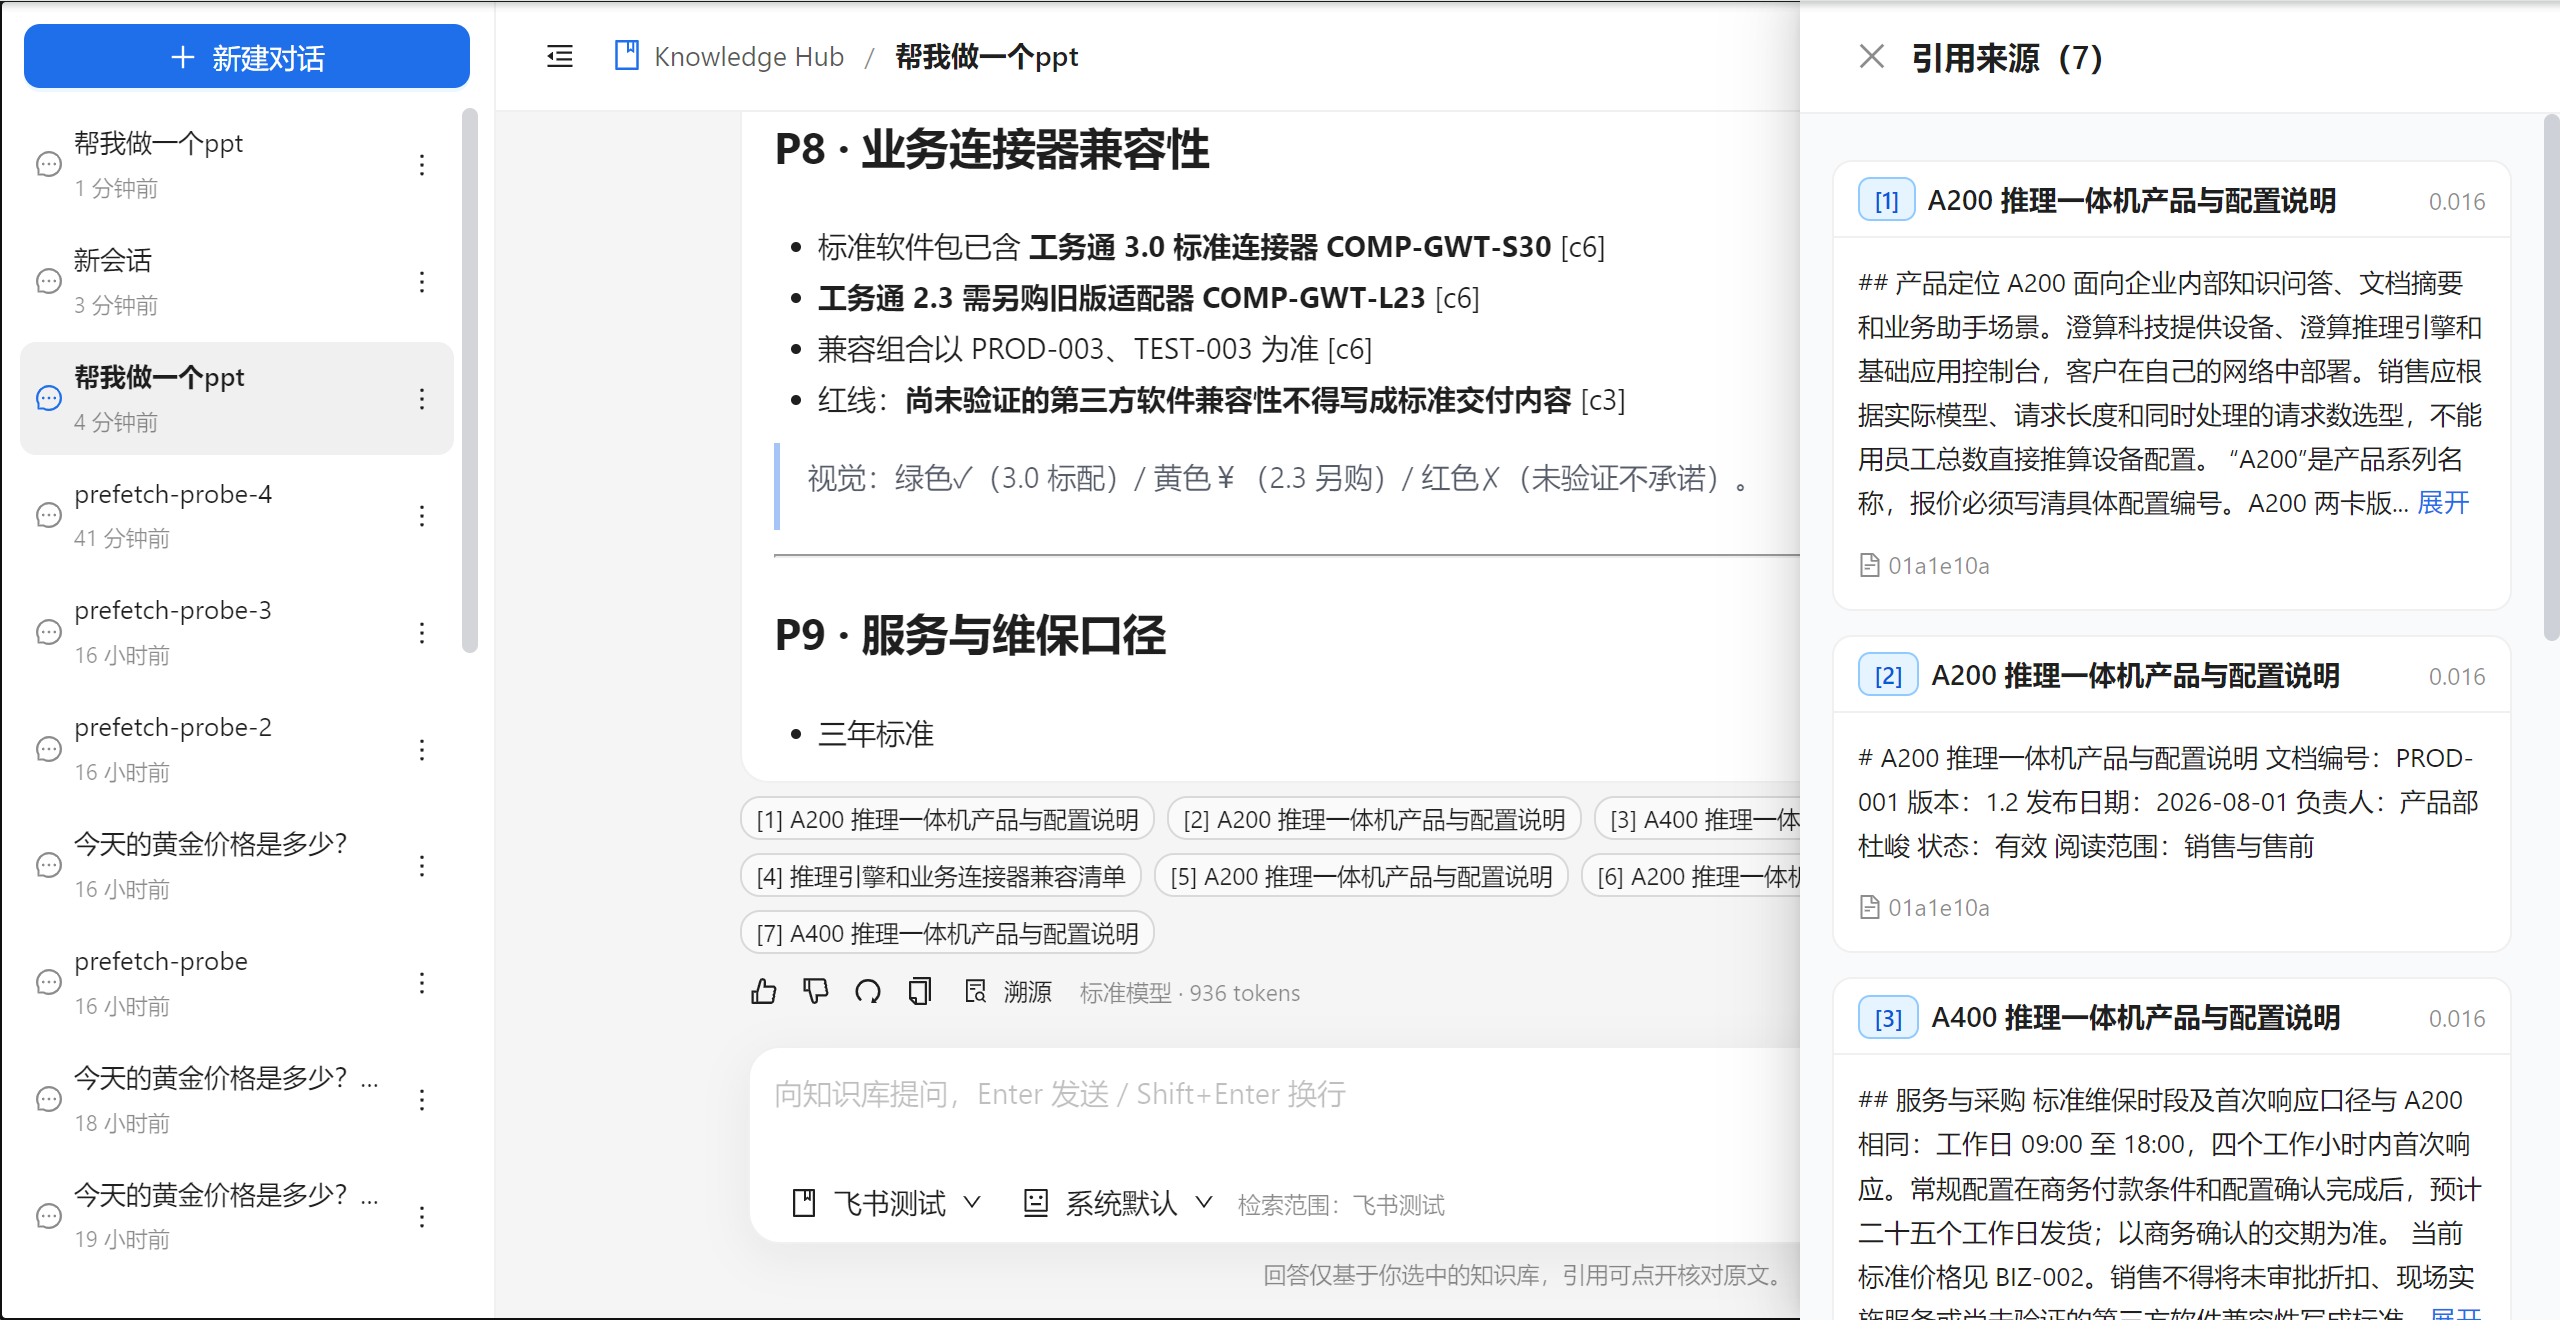 新建对话
帮我做一个ppt
1 分钟前
新会话
3 分钟前
帮我做一个ppt
4 分钟前
prefetch-probe-4
41 分钟前
prefetch-probe-3
16 小时前
prefetch-probe-2
16 小时前
今天的黄金价格是多少？
16 小时前
prefetch-probe
16 小时前
今天的黄金价格是多少？...
18 小时前
今天的黄金价格是多少？...
19 小时前
Knowledge Hub / 帮我做一个ppt
P8 · 业务连接器兼容性
• 标准软件包已含 工务通 3.0 标准连接器 COMP-GWT-S30 [c6]
• 工务通 2.3 需另购旧版适配器 COMP-GWT-L23 [c6]
• 兼容组合以 PROD-003、TEST-003 为准 [c6]
• 红线：尚未验证的第三方软件兼容性不得写成标准交付内容 [c3]
视觉：绿色✓（3.0 标配）/ 黄色¥（2.3 另购）/ 红色✗（未验证不承诺）。
P9 · 服务与维保口径
• 三年标准
[1] A200 推理一体机产品与配置说明
[2] A200 推理一体机产品与配置说明
[3] A400 推理一体
[4] 推理引擎和业务连接器兼容清单
[5] A200 推理一体机产品与配置说明
[6] A200 推理一体机
[7] A400 推理一体机产品与配置说明
溯源 标准模型 · 936 tokens
向知识库提问，Enter 发送 / Shift+Enter 换行
飞书测试 系统默认 检索范围：飞书测试
回答仅基于你选中的知识库，引用可点开核对原文。
引用来源（7）
[1] A200 推理一体机产品与配置说明 0.016
## 产品定位 A200 面向企业内部知识问答、文档摘要
和业务助手场景。澄算科技提供设备、澄算推理引擎和
基础应用控制台，客户在自己的网络中部署。销售应根
据实际模型、请求长度和同时处理的请求数选型，不能
用员工总数直接推算设备配置。“A200”是产品系列名
称，报价必须写清具体配置编号。A200 两卡版... 展开
01a1e10a
[2] A200 推理一体机产品与配置说明 0.016
# A200 推理一体机产品与配置说明 文档编号：PROD-
001 版本：1.2 发布日期：2026-08-01 负责人：产品部
杜峻 状态：有效 阅读范围：销售与售前
01a1e10a
[3] A400 推理一体机产品与配置说明 0.016
## 服务与采购 标准维保时段及首次响应口径与 A200
相同：工作日 09:00 至 18:00，四个工作小时内首次响
应。常规配置在商务付款条件和配置确认完成后，预计
二十五个工作日发货；以商务确认的交期为准。 当前
标准价格见 BIZ-002。销售不得将未审批折扣、现场实
施服务或尚未验证的第三方软件兼容性写成标准... 展开